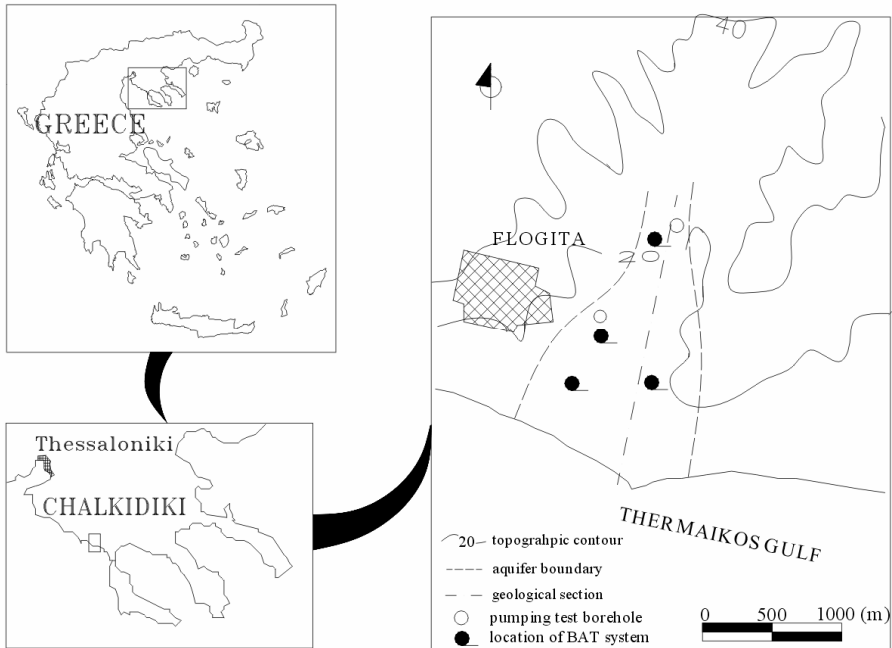 GREECE
Thessaloniki
CHALKIDIKI
40
FLOGITA
20
THERMAIKOS GULF
20 topograhpic contour
aquifer boundary
geological section
pumping test borehole
location of BAT system
0 500 1000 (m)